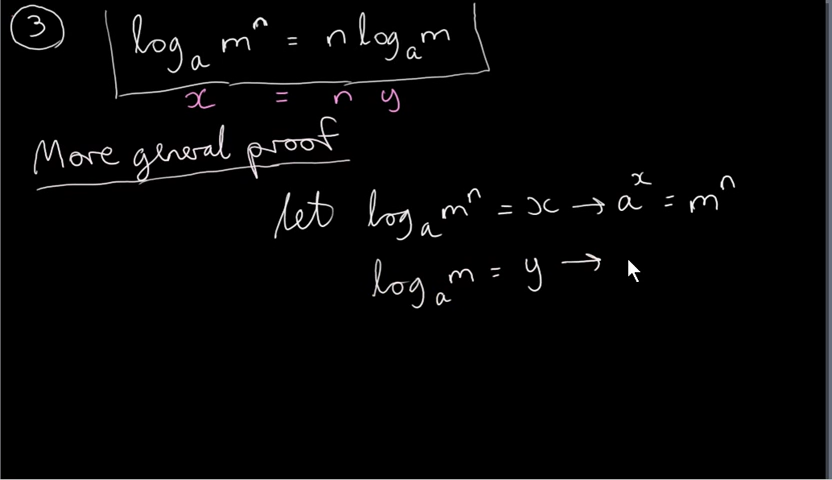 ③ logₐ mⁿ = n logₐ m
x = n y
More general proof
let logₐ mⁿ = x → aˣ = mⁿ
logₐ m = y →